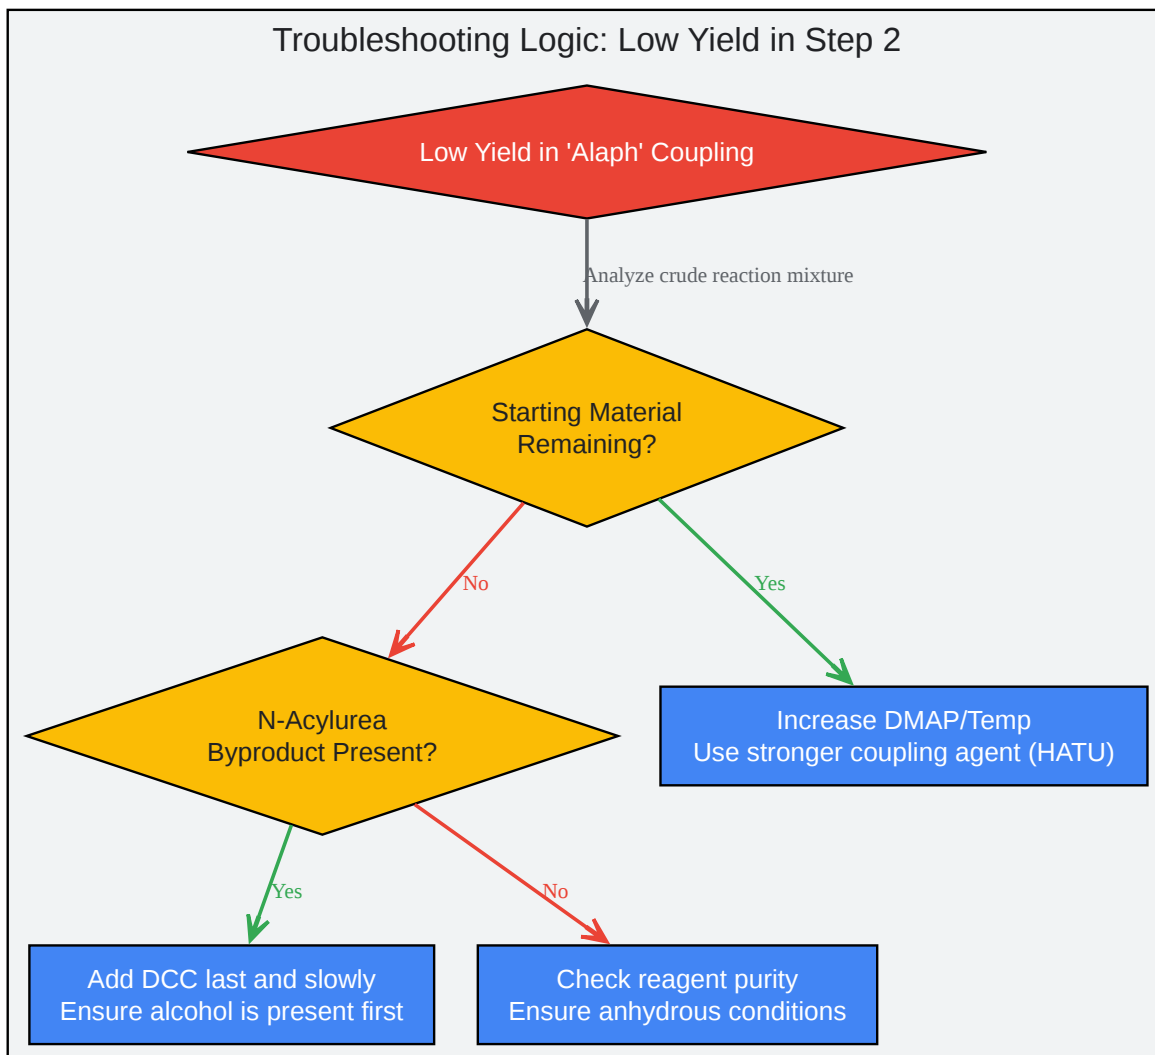 Troubleshooting Logic: Low Yield in Step 2
Low Yield in 'Alaph' Coupling
Analyze crude reaction mixture
Starting Material
Remaining?
No
Yes
N-Acylurea
Byproduct Present?
Increase DMAP/Temp
Use stronger coupling agent (HATU)
Yes
No
Add DCC last and slowly
Ensure alcohol is present first
Check reagent purity
Ensure anhydrous conditions